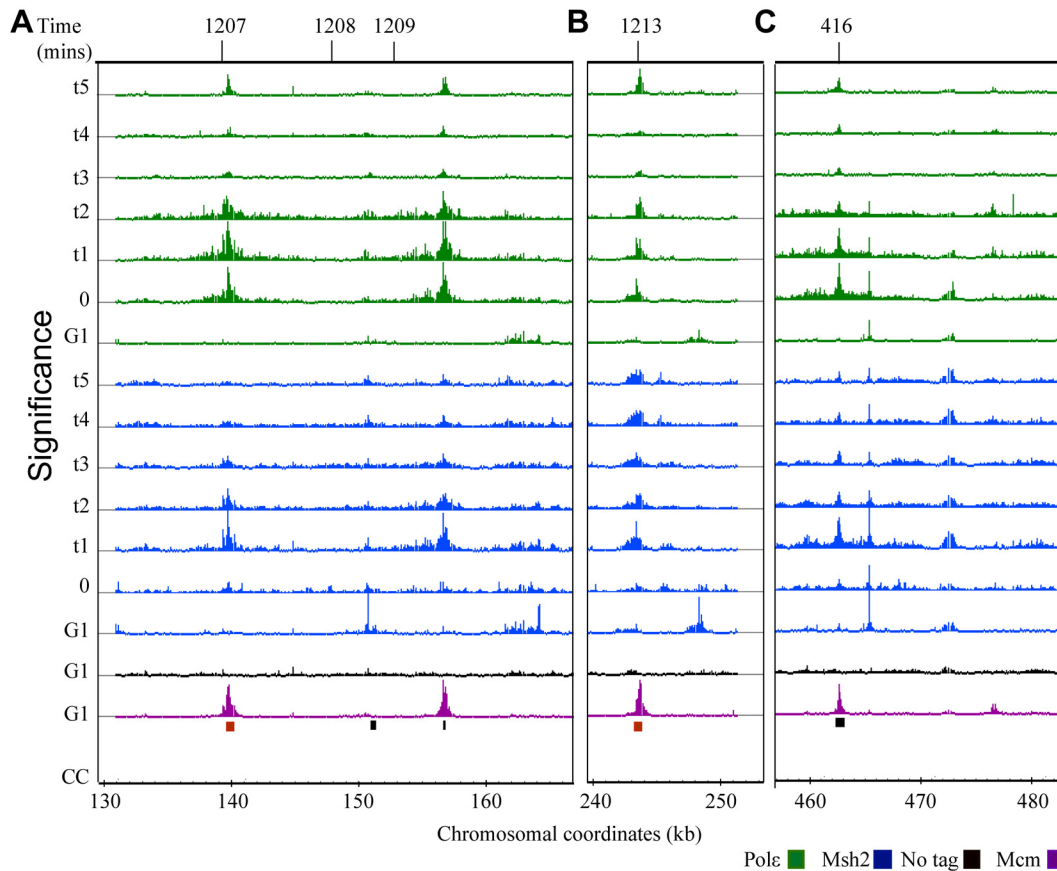 A Time (mins) 1207 1208 1209 B 1213 C 416
t5
t4
t3
t2
t1
0
G1
t5
t4
t3
t2
t1
0
G1
G1
G1
CC
Significance
130 140 150 160 240 250 460 470 480
Chromosomal coordinates (kb)
Polε Msh2 No tag Mcm